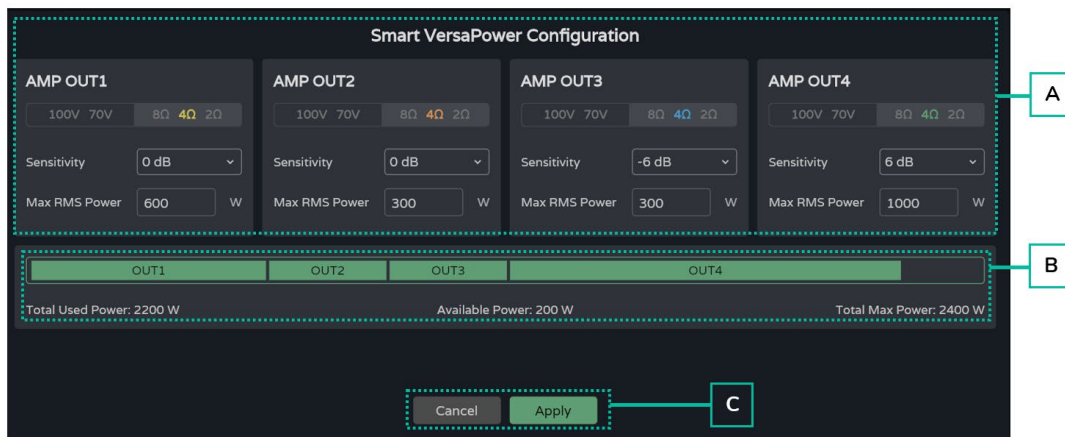 Smart VersaPower Configuration
AMP OUT1 AMP OUT2 AMP OUT3 AMP OUT4
100V 70V 8Ω 4Ω 2Ω 100V 70V 8Ω 4Ω 2Ω 100V 70V 8Ω 4Ω 2Ω 100V 70V 8Ω 4Ω 2Ω
A
Sensitivity 0 dB Sensitivity 0 dB Sensitivity -6 dB Sensitivity 6 dB
Max RMS Power 600 W Max RMS Power 300 W Max RMS Power 300 W Max RMS Power 1000 W
OUT1 OUT2 OUT3 OUT4
B
Total Used Power: 2200 W Available Power: 200 W Total Max Power: 2400 W
Cancel Apply C